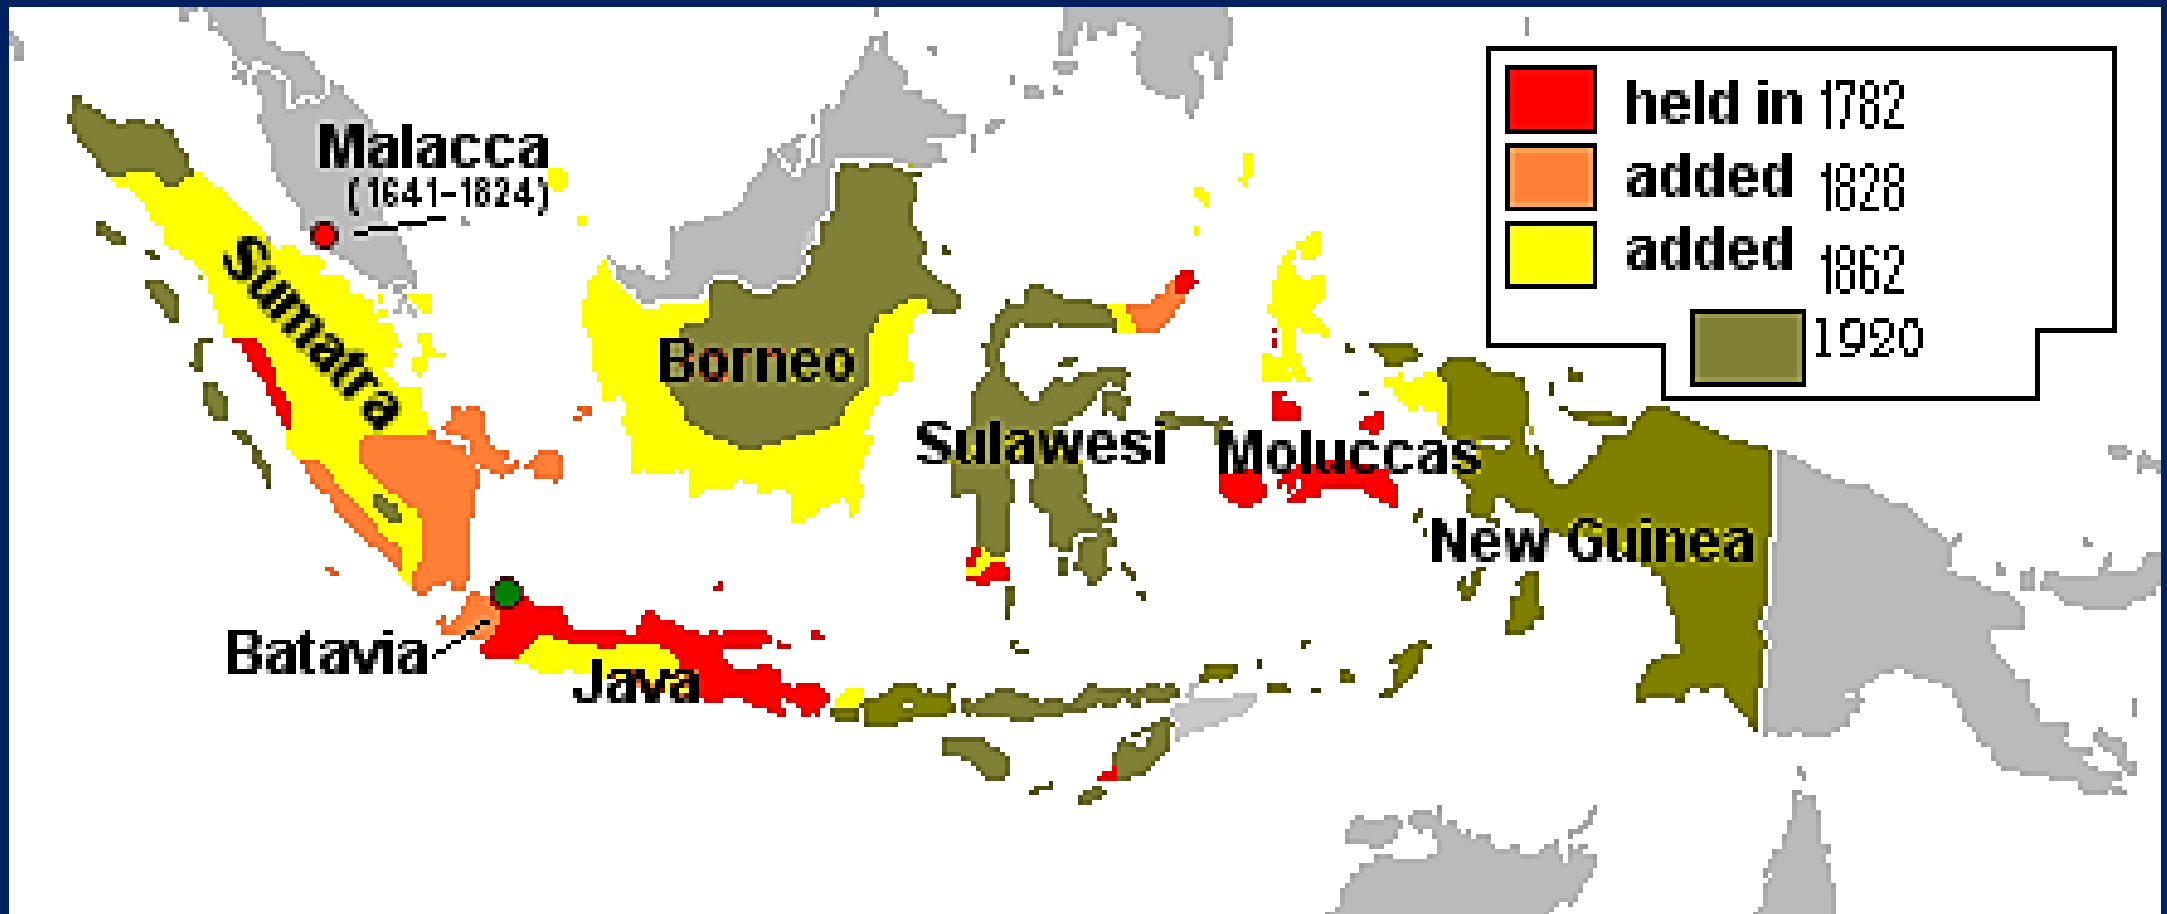 held in 1782
added 1828
added 1862
1920
Malacca
(1641-1824)
Sumatra
Borneo
Sulawesi
Moluccas
New Guinea
Batavia
Java